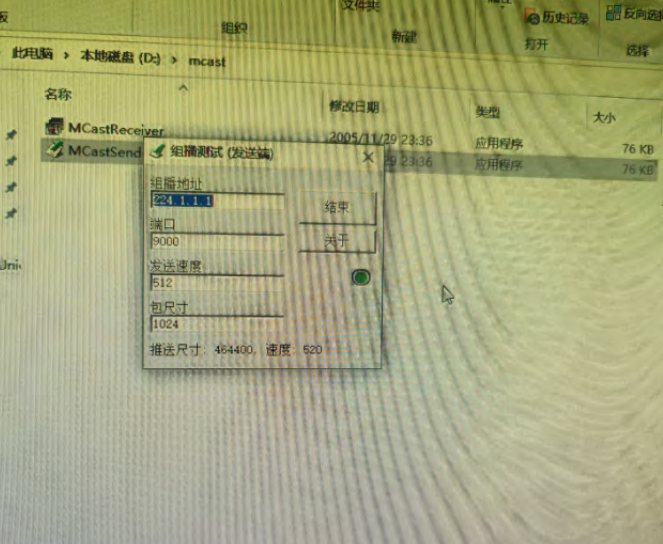 文件夹
历史记录
反向选
组织
新建
打开
选择
此电脑 > 本地磁盘 (D:) > mcast
名称
修改日期
类型
大小
MCastReceiver
2005/11/29 23:36
应用程序
76 KB
MCastSend
29 23:36
应用程序
76 KB
组播测试 (发送端)
组播地址
224.1.1.1
结束
端口
9000
关于
发送速度
512
包尺寸
1024
推送尺寸: 464400, 速度: 520